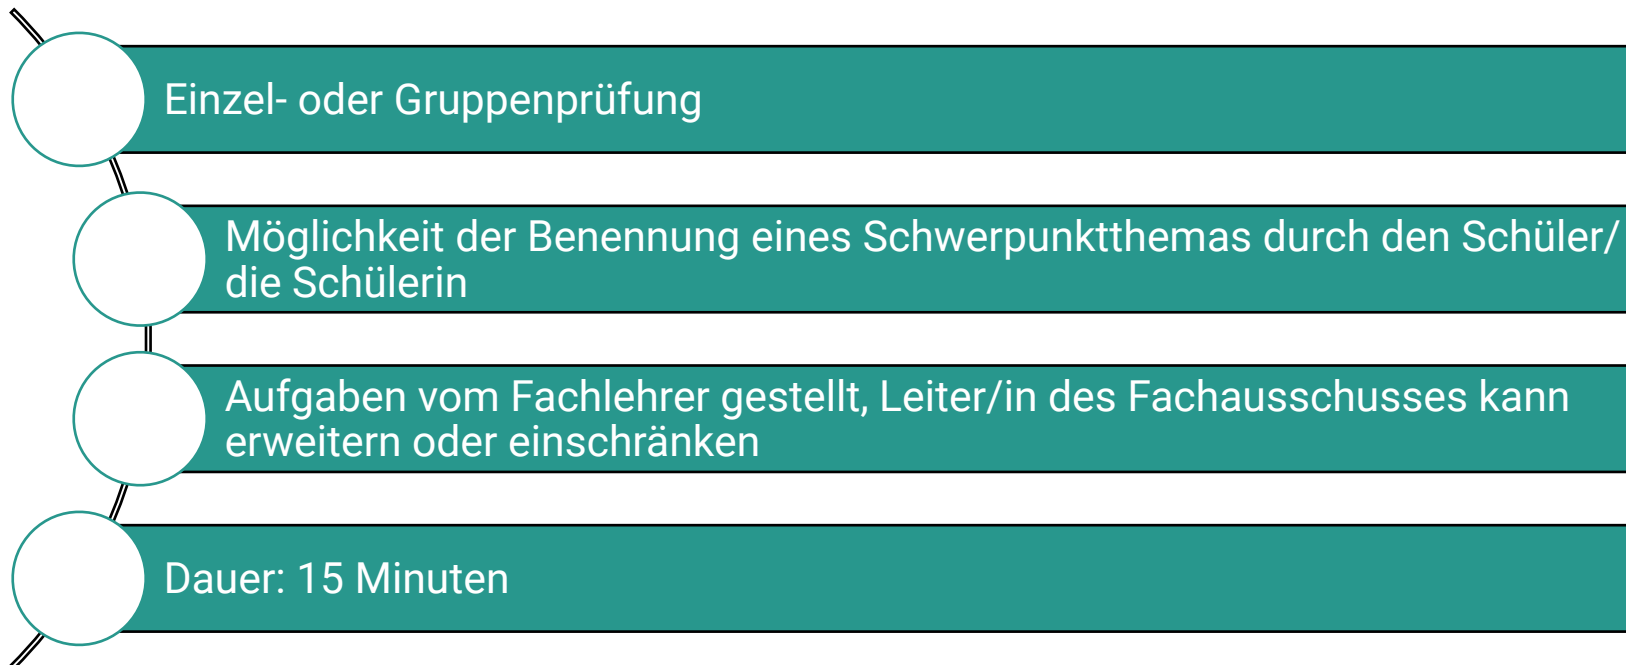 Einzel- oder Gruppenprüfung
Möglichkeit der Benennung eines Schwerpunktthemas durch den Schüler/
die Schülerin
Aufgaben vom Fachlehrer gestellt, Leiter/in des Fachausschusses kann
erweitern oder einschränken
Dauer: 15 Minuten